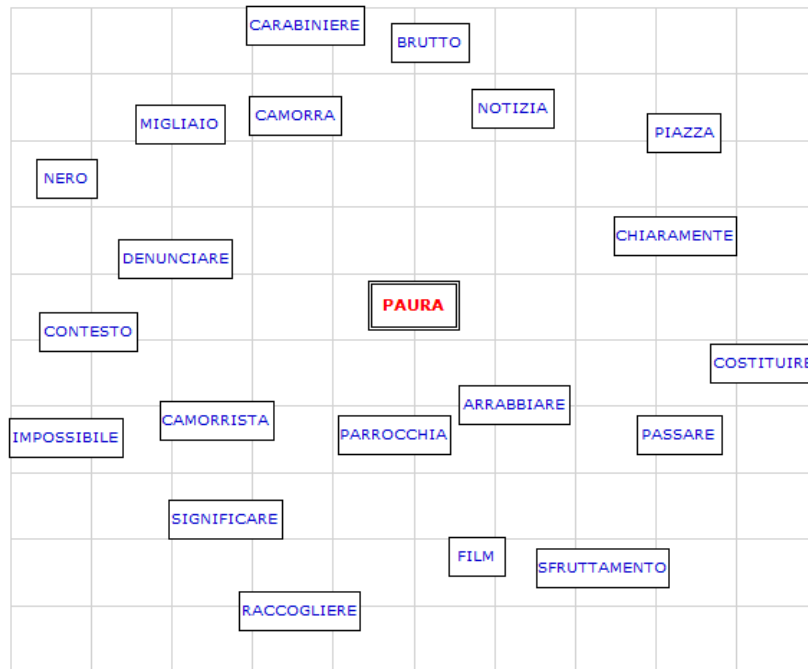 CARABINIERE
BRUTTO
NOTIZIA
CAMORRA
MIGLIAIO
PIAZZA
NERO
CHIARAMENTE
DENUNCIARE
PAURA
CONTESTO
COSTITUIRE
ARRABBIARE
CAMORRISTA
PARROCCHIA
PASSARE
IMPOSSIBILE
SIGNIFICARE
FILM
SFRUTTAMENTO
RACCOGLIERE